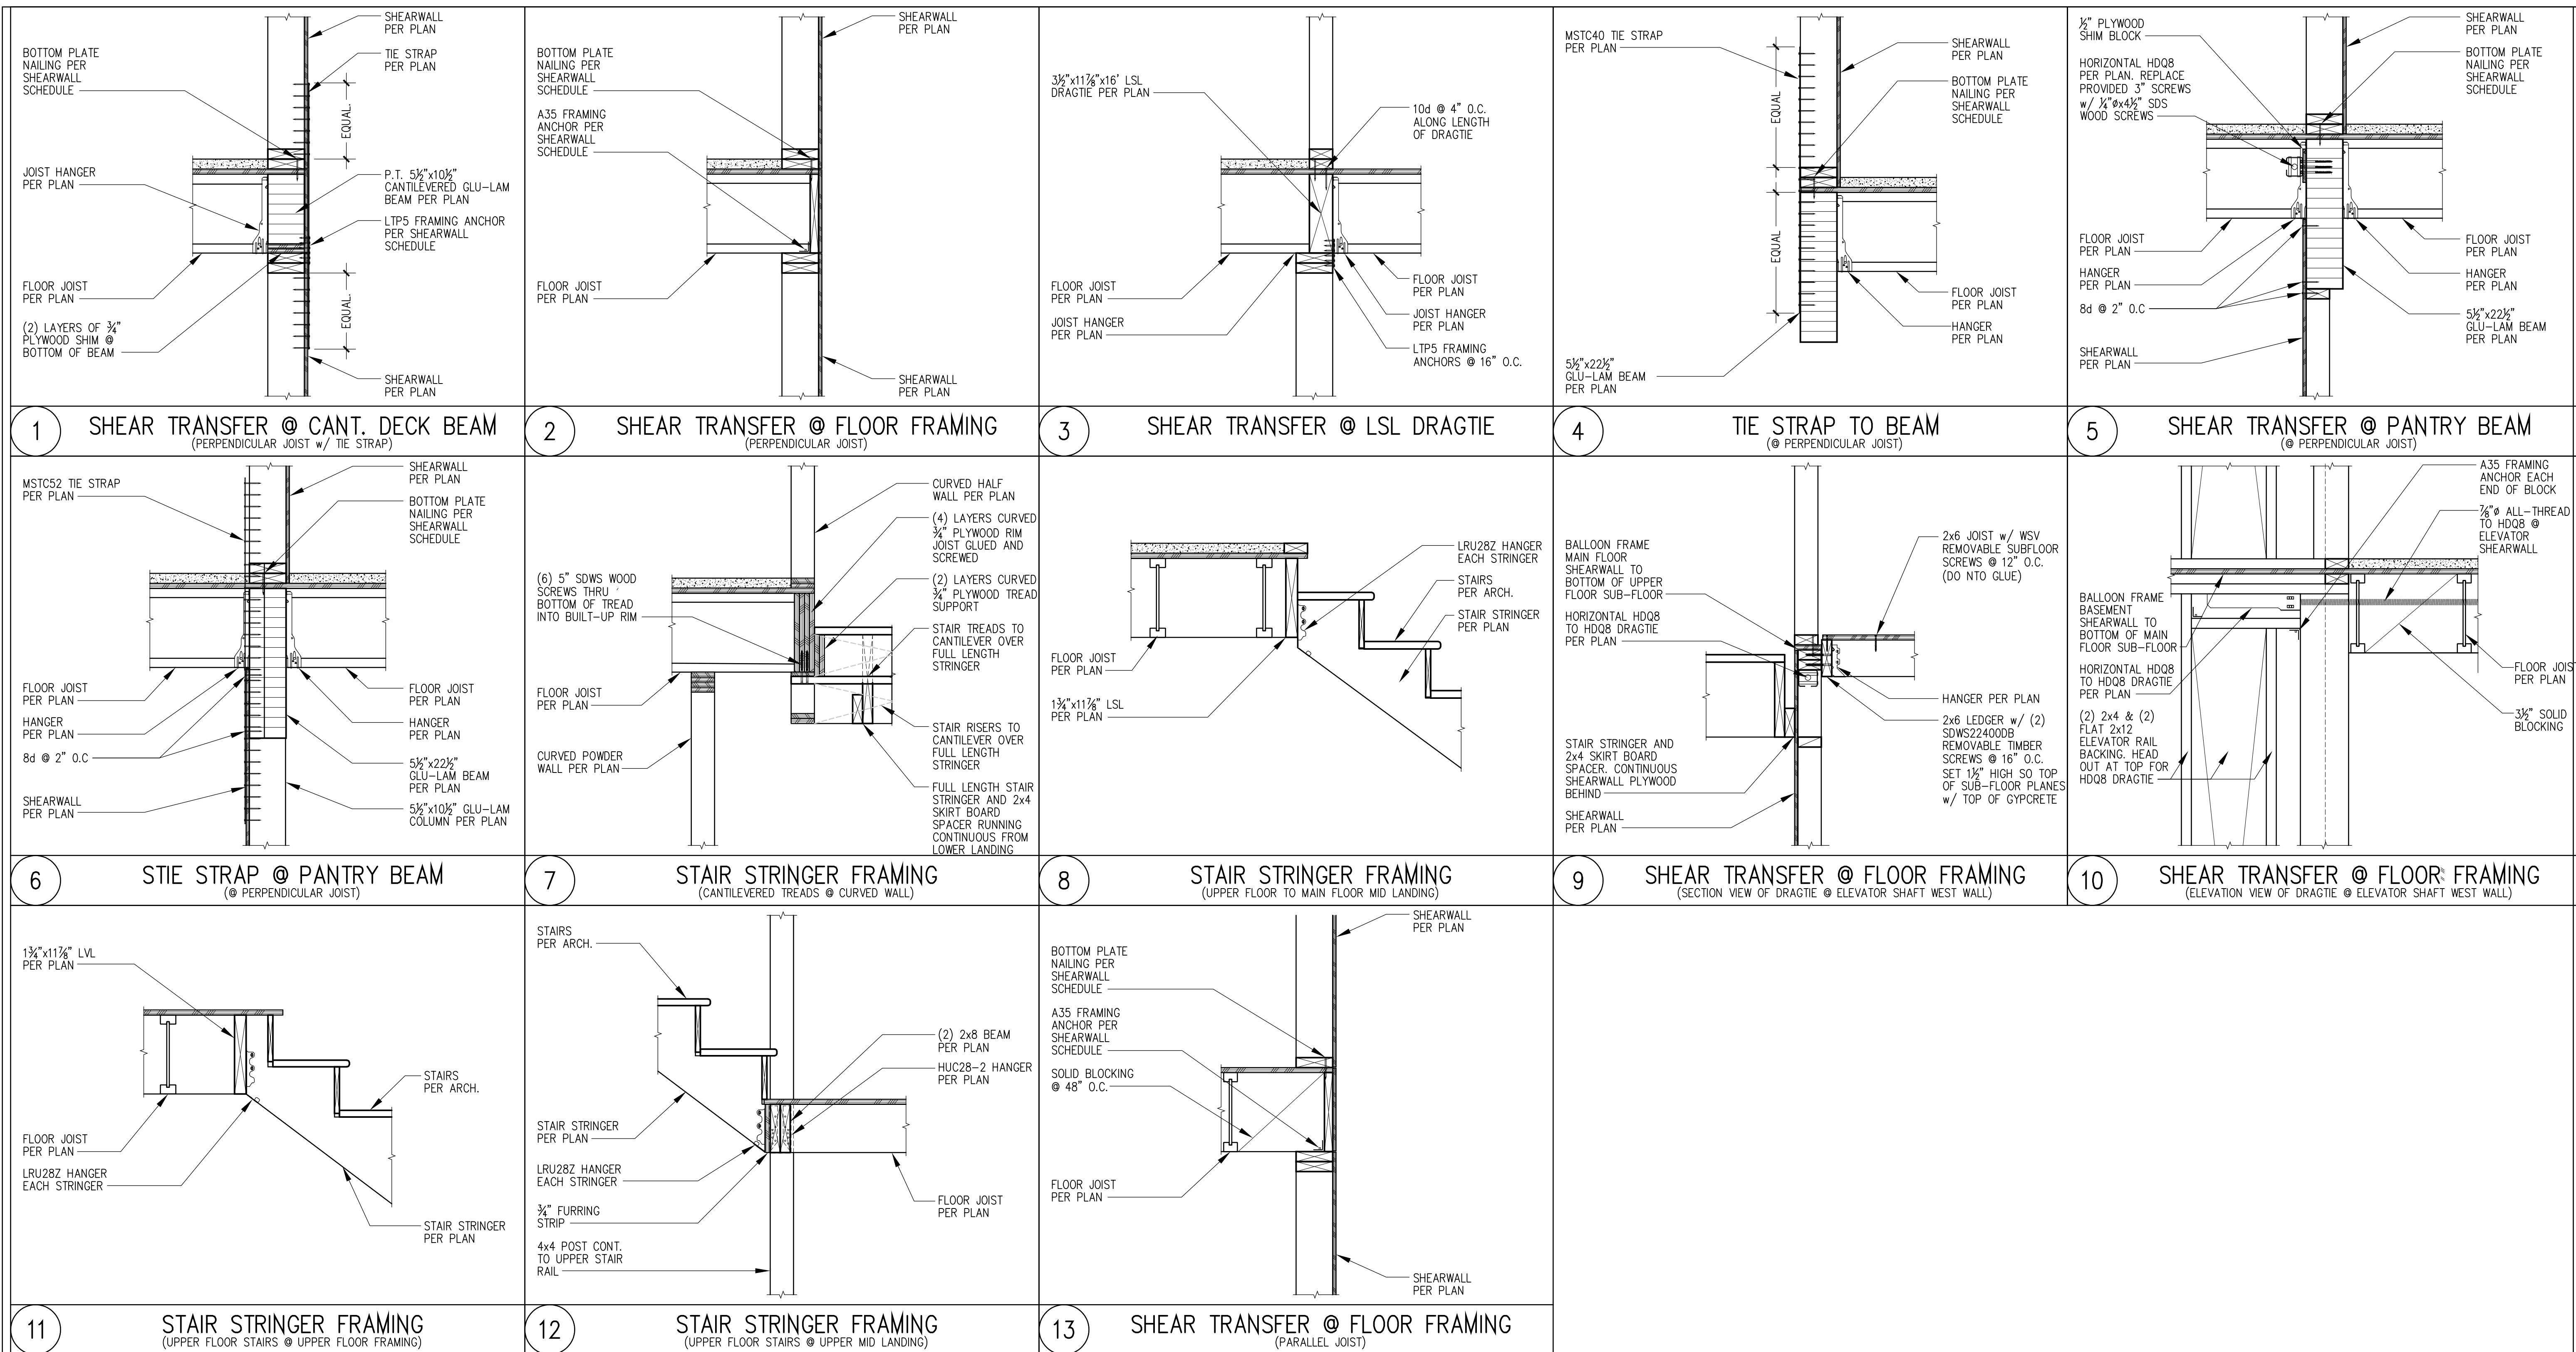 SHEARWALL
PER PLAN
BOTTOM PLATE
NAILING PER
SHEARWALL
SCHEDULE
TIE STRAP
PER PLAN
EQUAL
JOIST HANGER
PER PLAN
P.T. 5½"x10½"
CANTILEVERED GLU-LAM
BEAM PER PLAN
LTP5 FRAMING ANCHOR
PER SHEARWALL
SCHEDULE
FLOOR JOIST
PER PLAN
EQUAL
(2) LAYERS OF ¾"
PLYWOOD SHIM @
BOTTOM OF BEAM
SHEARWALL
PER PLAN
1
SHEAR TRANSFER @ CANT. DECK BEAM
(PERPENDICULAR JOIST w/ TIE STRAP)
SHEARWALL
PER PLAN
BOTTOM PLATE
NAILING PER
SHEARWALL
SCHEDULE
A35 FRAMING
ANCHOR PER
SHEARWALL
SCHEDULE
FLOOR JOIST
PER PLAN
SHEARWALL
PER PLAN
2
SHEAR TRANSFER @ FLOOR FRAMING
(PERPENDICULAR JOIST)
3½"x11⅞"x16' LSL
DRAGTIE PER PLAN
10d @ 4" O.C.
ALONG LENGTH
OF DRAGTIE
FLOOR JOIST
PER PLAN
JOIST HANGER
PER PLAN
FLOOR JOIST
PER PLAN
JOIST HANGER
PER PLAN
LTP5 FRAMING
ANCHORS @ 16" O.C.
3
SHEAR TRANSFER @ LSL DRAGTIE
MSTC40 TIE STRAP
PER PLAN
SHEARWALL
PER PLAN
BOTTOM PLATE
NAILING PER
SHEARWALL
SCHEDULE
EQUAL
EQUAL
FLOOR JOIST
PER PLAN
HANGER
PER PLAN
5½"x22½"
GLU-LAM BEAM
PER PLAN
4
TIE STRAP TO BEAM
(@ PERPENDICULAR JOIST)
½" PLYWOOD
SHIM BLOCK
HORIZONTAL HDQ8
PER PLAN. REPLACE
PROVIDED 3" SCREWS
w/ ¼"øx4½" SDS
WOOD SCREWS
SHEARWALL
PER PLAN
BOTTOM PLATE
NAILING PER
SHEARWALL
SCHEDULE
FLOOR JOIST
PER PLAN
HANGER
PER PLAN
8d @ 2" O.C
SHEARWALL
PER PLAN
FLOOR JOIST
PER PLAN
HANGER
PER PLAN
5½"x22½"
GLU-LAM BEAM
PER PLAN
5
SHEAR TRANSFER @ PANTRY BEAM
(@ PERPENDICULAR JOIST)
MSTC52 TIE STRAP
PER PLAN
SHEARWALL
PER PLAN
BOTTOM PLATE
NAILING PER
SHEARWALL
SCHEDULE
FLOOR JOIST
PER PLAN
HANGER
PER PLAN
8d @ 2" O.C
SHEARWALL
PER PLAN
FLOOR JOIST
PER PLAN
HANGER
PER PLAN
5½"x22½"
GLU-LAM BEAM
PER PLAN
5½"x10½" GLU-LAM
COLUMN PER PLAN
6
STIE STRAP @ PANTRY BEAM
(@ PERPENDICULAR JOIST)
(6) 5" SDWS WOOD
SCREWS THRU
BOTTOM OF TREAD
INTO BUILT-UP RIM
FLOOR JOIST
PER PLAN
CURVED POWDER
WALL PER PLAN
CURVED HALF
WALL PER PLAN
(4) LAYERS CURVED
¾" PLYWOOD RIM
JOIST GLUED AND
SCREWED
(2) LAYERS CURVED
¾" PLYWOOD TREAD
SUPPORT
STAIR TREADS TO
CANTILEVER OVER
FULL LENGTH
STRINGER
STAIR RISERS TO
CANTILEVER OVER
FULL LENGTH
STRINGER
FULL LENGTH STAIR
STRINGER AND 2x4
SKIRT BOARD
SPACER RUNNING
CONTINUOUS FROM
LOWER LANDING
7
STAIR STRINGER FRAMING
(CANTILEVERED TREADS @ CURVED WALL)
LRU28Z HANGER
EACH STRINGER
STAIRS
PER ARCH.
STAIR STRINGER
PER PLAN
FLOOR JOIST
PER PLAN
1¾"x11⅞" LSL
PER PLAN
8
STAIR STRINGER FRAMING
(UPPER FLOOR TO MAIN FLOOR MID LANDING)
BALLOON FRAME
MAIN FLOOR
SHEARWALL TO
BOTTOM OF UPPER
FLOOR SUB-FLOOR
HORIZONTAL HDQ8
TO HDQ8 DRAGTIE
PER PLAN
STAIR STRINGER AND
2x4 SKIRT BOARD
SPACER. CONTINUOUS
SHEARWALL PLYWOOD
BEHIND
SHEARWALL
PER PLAN
2x6 JOIST w/ WSV
REMOVABLE SUBFLOOR
SCREWS @ 12" O.C.
(DO NTO GLUE)
HANGER PER PLAN
2x6 LEDGER w/ (2)
SDWS22400DB
REMOVABLE TIMBER
SCREWS @ 16" O.C.
SET 1½" HIGH SO TOP
OF SUB-FLOOR PLANES
w/ TOP OF GYPCRETE
9
SHEAR TRANSFER @ FLOOR FRAMING
(SECTION VIEW OF DRAGTIE @ ELEVATOR SHAFT WEST WALL)
A35 FRAMING
ANCHOR EACH
END OF BLOCK
⅞"ø ALL-THREAD
TO HDQ8 @
ELEVATOR
SHEARWALL
BALLOON FRAME
BASEMENT
SHEARWALL TO
BOTTOM OF MAIN
FLOOR SUB-FLOOR
HORIZONTAL HDQ8
TO HDQ8 DRAGTIE
PER PLAN
(2) 2x4 & (2)
FLAT 2x12
ELEVATOR RAIL
BACKING. HEAD
OUT AT TOP FOR
HDQ8 DRAGTIE
FLOOR JOIST
PER PLAN
3½" SOLID
BLOCKING
10
SHEAR TRANSFER @ FLOOR FRAMING
(ELEVATION VIEW OF DRAGTIE @ ELEVATOR SHAFT WEST WALL)
1¾"x11⅞" LVL
PER PLAN
FLOOR JOIST
PER PLAN
LRU28Z HANGER
EACH STRINGER
STAIRS
PER ARCH.
STAIR STRINGER
PER PLAN
11
STAIR STRINGER FRAMING
(UPPER FLOOR STAIRS @ UPPER FLOOR FRAMING)
STAIRS
PER ARCH.
STAIR STRINGER
PER PLAN
LRU28Z HANGER
EACH STRINGER
¾" FURRING
STRIP
4x4 POST CONT.
TO UPPER STAIR
RAIL
(2) 2x8 BEAM
PER PLAN
HUC28-2 HANGER
PER PLAN
FLOOR JOIST
PER PLAN
12
STAIR STRINGER FRAMING
(UPPER FLOOR STAIRS @ UPPER MID LANDING)
SHEARWALL
PER PLAN
BOTTOM PLATE
NAILING PER
SHEARWALL
SCHEDULE
A35 FRAMING
ANCHOR PER
SHEARWALL
SCHEDULE
SOLID BLOCKING
@ 48" O.C.
FLOOR JOIST
PER PLAN
SHEARWALL
PER PLAN
13
SHEAR TRANSFER @ FLOOR FRAMING
(PARALLEL JOIST)